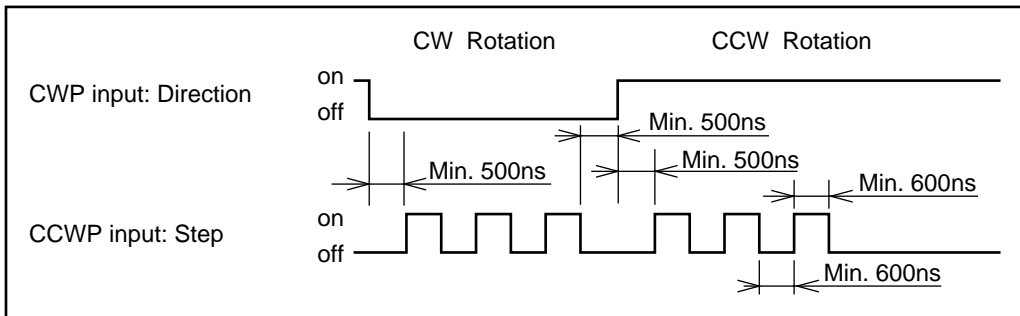 CW Rotation
CCW Rotation
on
CWP input: Direction
off
Min. 500ns
Min. 500ns
Min. 500ns
Min. 600ns
on
CCWP input: Step
off
Min. 600ns